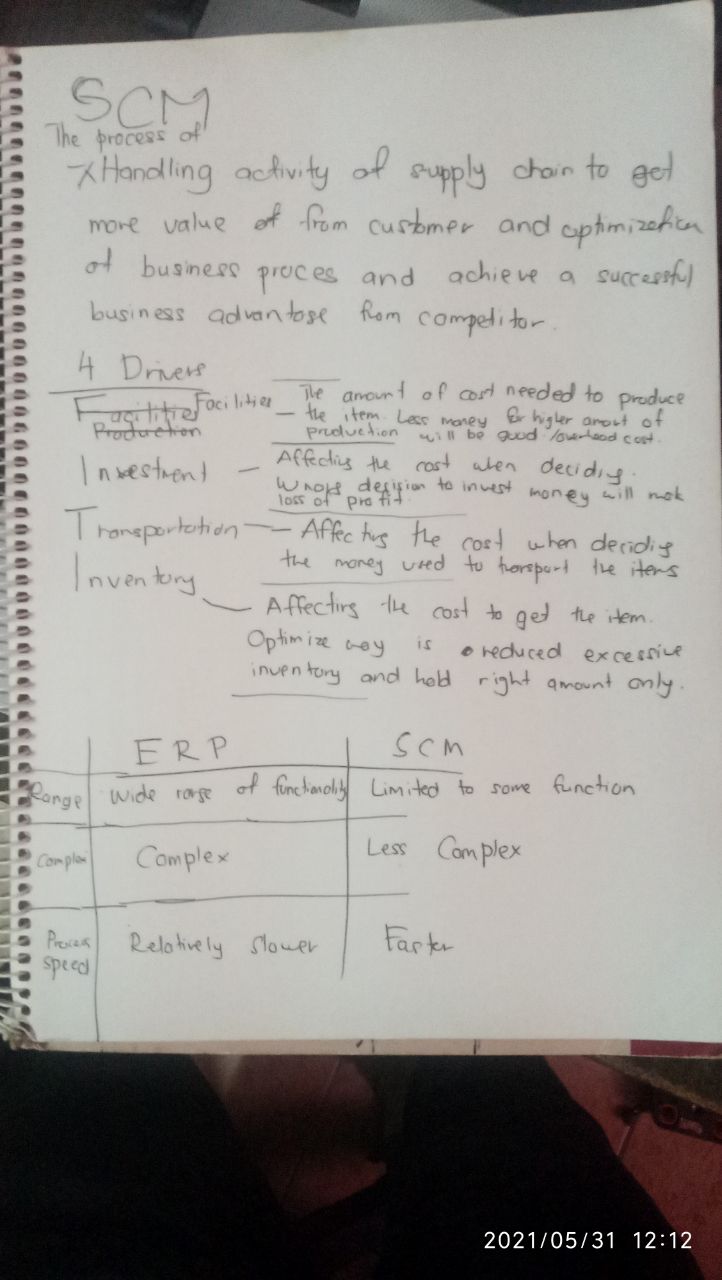 SCM
The process of
Handling activity of supply chain to get
more value of from customer and optimization
of business proces and achieve a successful
business advantage from competitor.
4 Drivers
Facilities Facilities — The amount of cost needed to produce
Production — the item. Less money for higher amont of
production will be good /overhead cost.
Investment — Affecting the cost when deciding.
Wrong desision to invest money will mak
loss of profit.
Transportation — Affecting the cost when deciding
the money used to transport the items
Inventory — Affecting the cost to get the item.
Optimize way is reduced excessive
inventory and hold right amount only.
ERP SCM
Range Wide range of functionality Limited to some function
Complex Complex Less Complex
Process speed Relatively slower Faster
2021/05/31 12:12